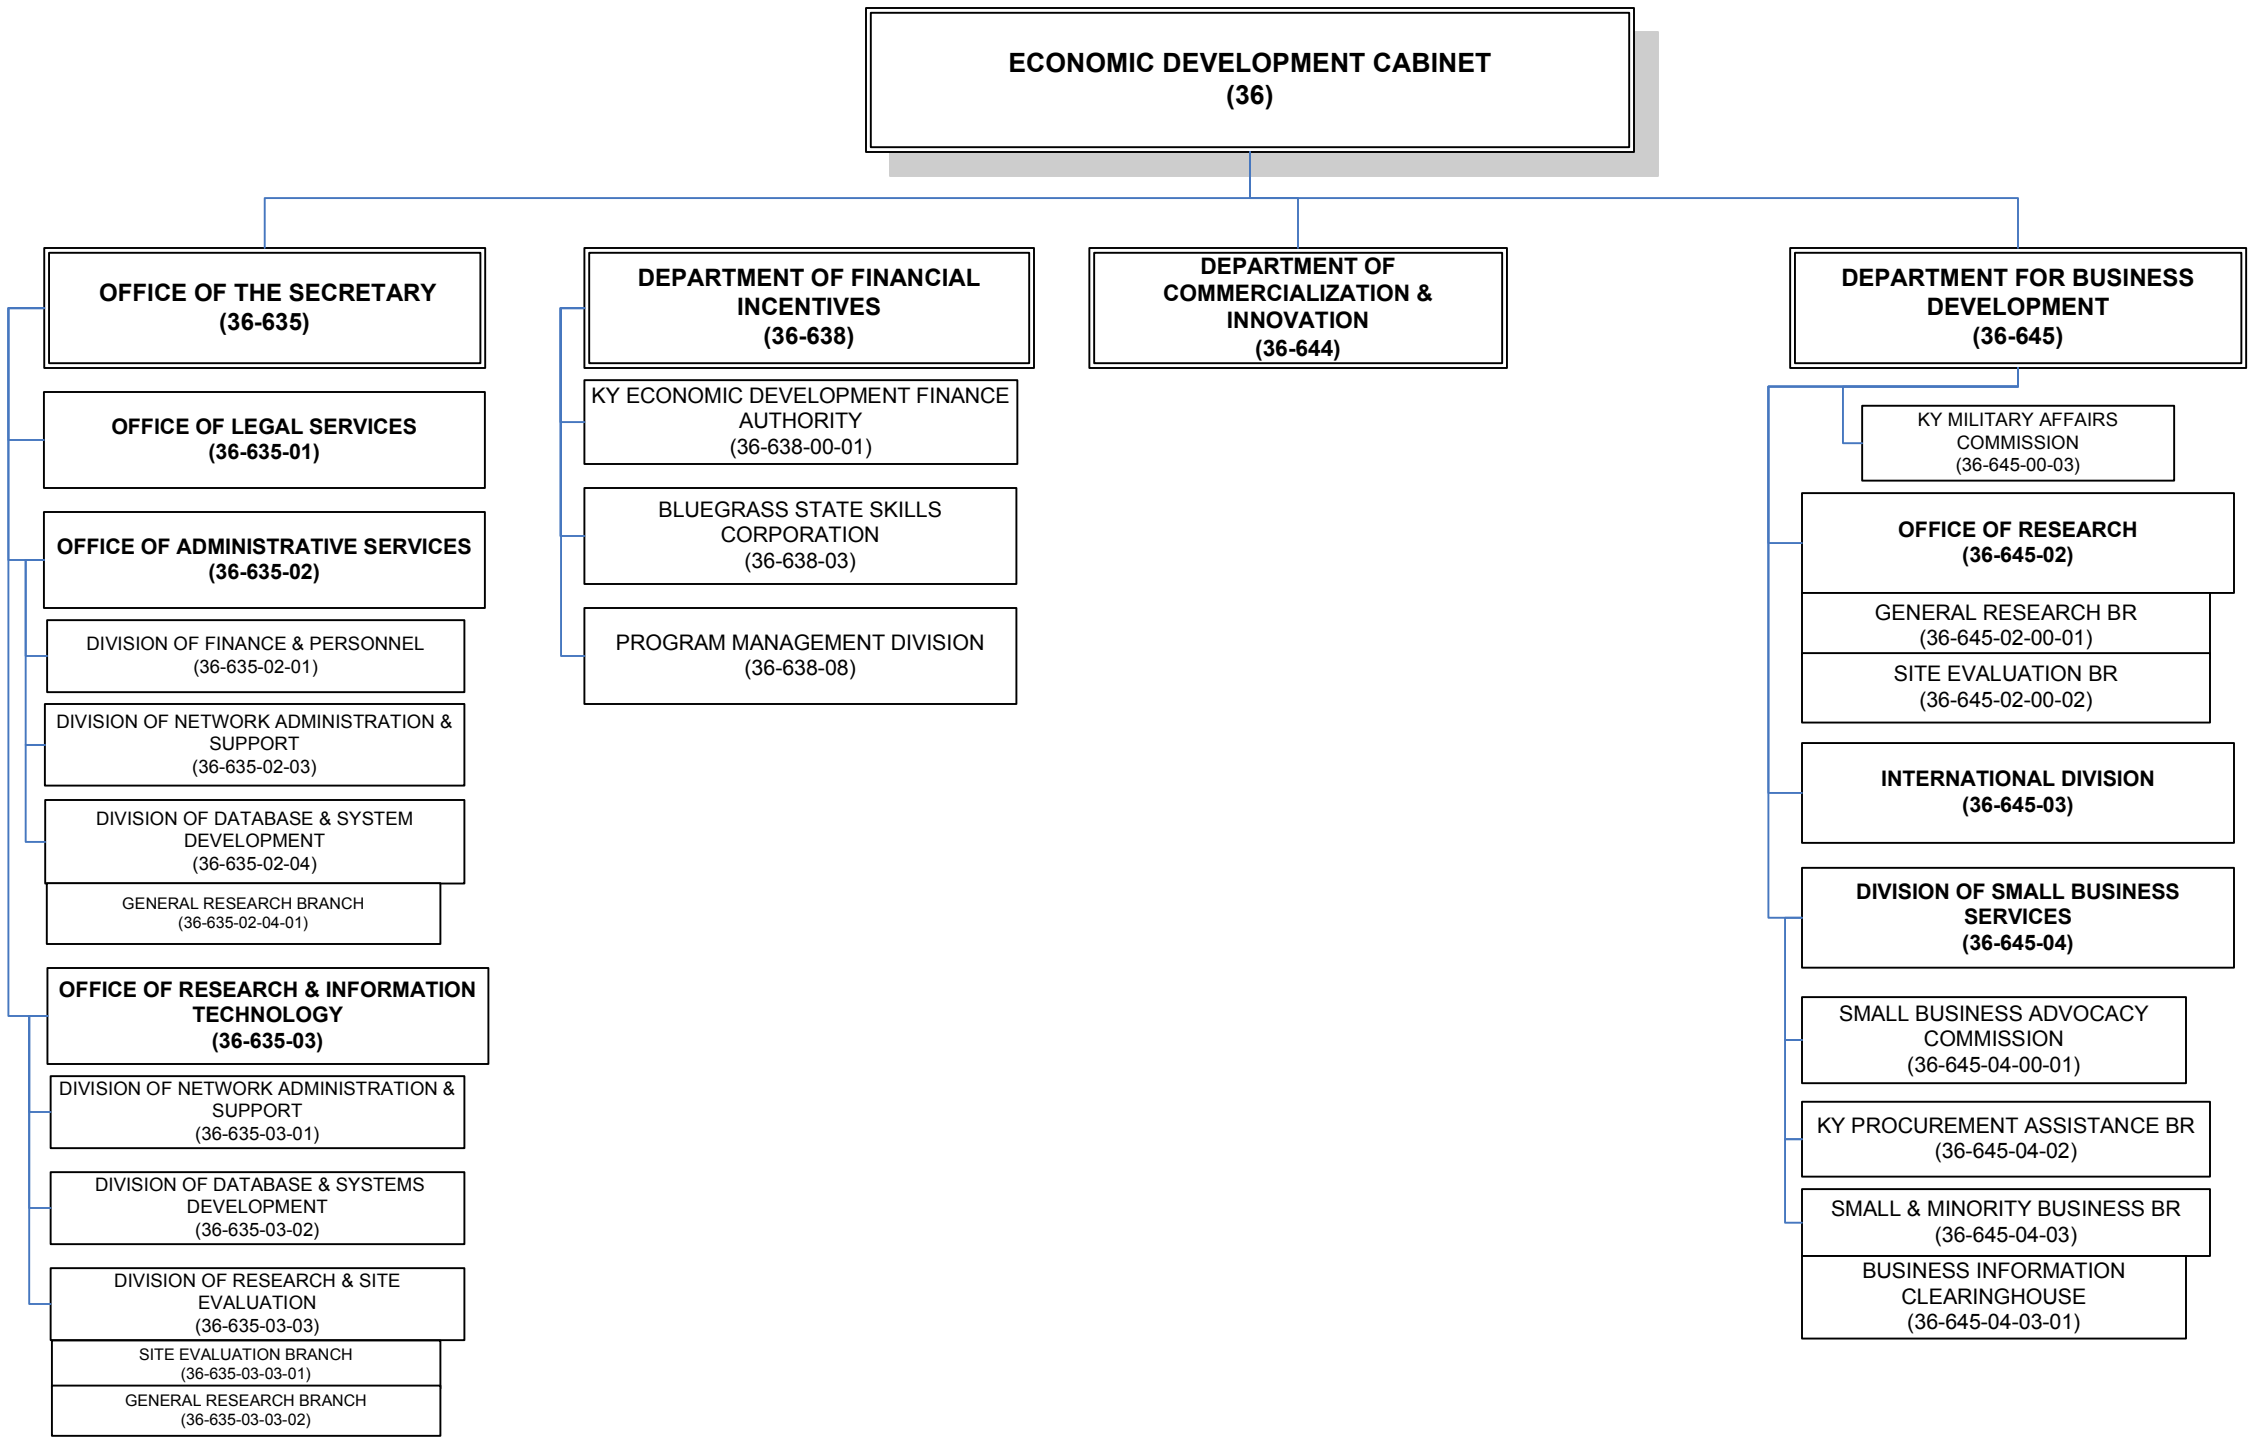 ECONOMIC DEVELOPMENT CABINET
(36)
OFFICE OF THE SECRETARY
(36-635)
OFFICE OF LEGAL SERVICES
(36-635-01)
OFFICE OF ADMINISTRATIVE SERVICES
(36-635-02)
DIVISION OF FINANCE & PERSONNEL
(36-635-02-01)
DIVISION OF NETWORK ADMINISTRATION &
SUPPORT
(36-635-02-03)
DIVISION OF DATABASE & SYSTEM
DEVELOPMENT
(36-635-02-04)
GENERAL RESEARCH BRANCH
(36-635-02-04-01)
OFFICE OF RESEARCH & INFORMATION
TECHNOLOGY
(36-635-03)
DIVISION OF NETWORK ADMINISTRATION &
SUPPORT
(36-635-03-01)
DIVISION OF DATABASE & SYSTEMS
DEVELOPMENT
(36-635-03-02)
DIVISION OF RESEARCH & SITE
EVALUATION
(36-635-03-03)
SITE EVALUATION BRANCH
(36-635-03-03-01)
GENERAL RESEARCH BRANCH
(36-635-03-03-02)
DEPARTMENT OF FINANCIAL
INCENTIVES
(36-638)
KY ECONOMIC DEVELOPMENT FINANCE
AUTHORITY
(36-638-00-01)
BLUEGRASS STATE SKILLS
CORPORATION
(36-638-03)
PROGRAM MANAGEMENT DIVISION
(36-638-08)
DEPARTMENT OF
COMMERCIALIZATION &
INNOVATION
(36-644)
DEPARTMENT FOR BUSINESS
DEVELOPMENT
(36-645)
KY MILITARY AFFAIRS
COMMISSION
(36-645-00-03)
OFFICE OF RESEARCH
(36-645-02)
GENERAL RESEARCH BR
(36-645-02-00-01)
SITE EVALUATION BR
(36-645-02-00-02)
INTERNATIONAL DIVISION
(36-645-03)
DIVISION OF SMALL BUSINESS
SERVICES
(36-645-04)
SMALL BUSINESS ADVOCACY
COMMISSION
(36-645-04-00-01)
KY PROCUREMENT ASSISTANCE BR
(36-645-04-02)
SMALL & MINORITY BUSINESS BR
(36-645-04-03)
BUSINESS INFORMATION
CLEARINGHOUSE
(36-645-04-03-01)